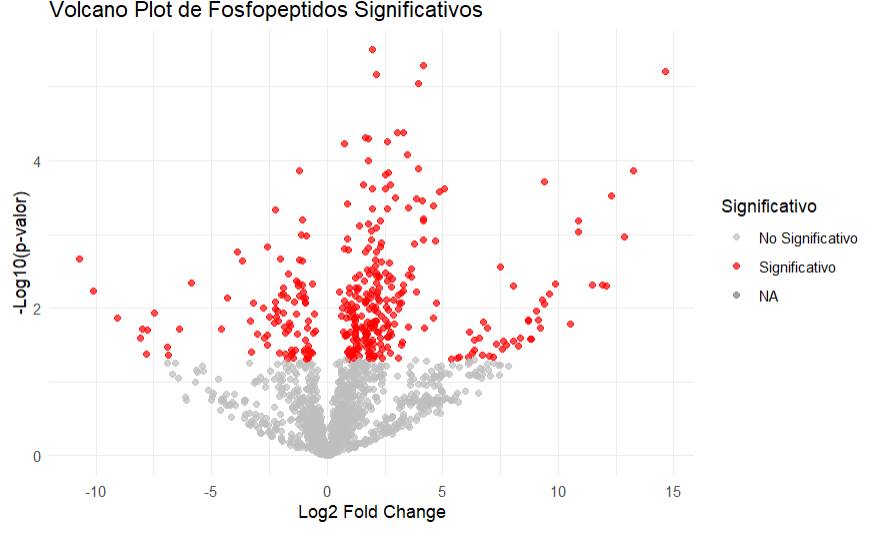 Volcano Plot de Fosfopeptidos Significativos
-Log10(p-valor)
4
2
0
-10 -5 0 5 10 15
Log2 Fold Change
Significativo
No Significativo
Significativo
NA